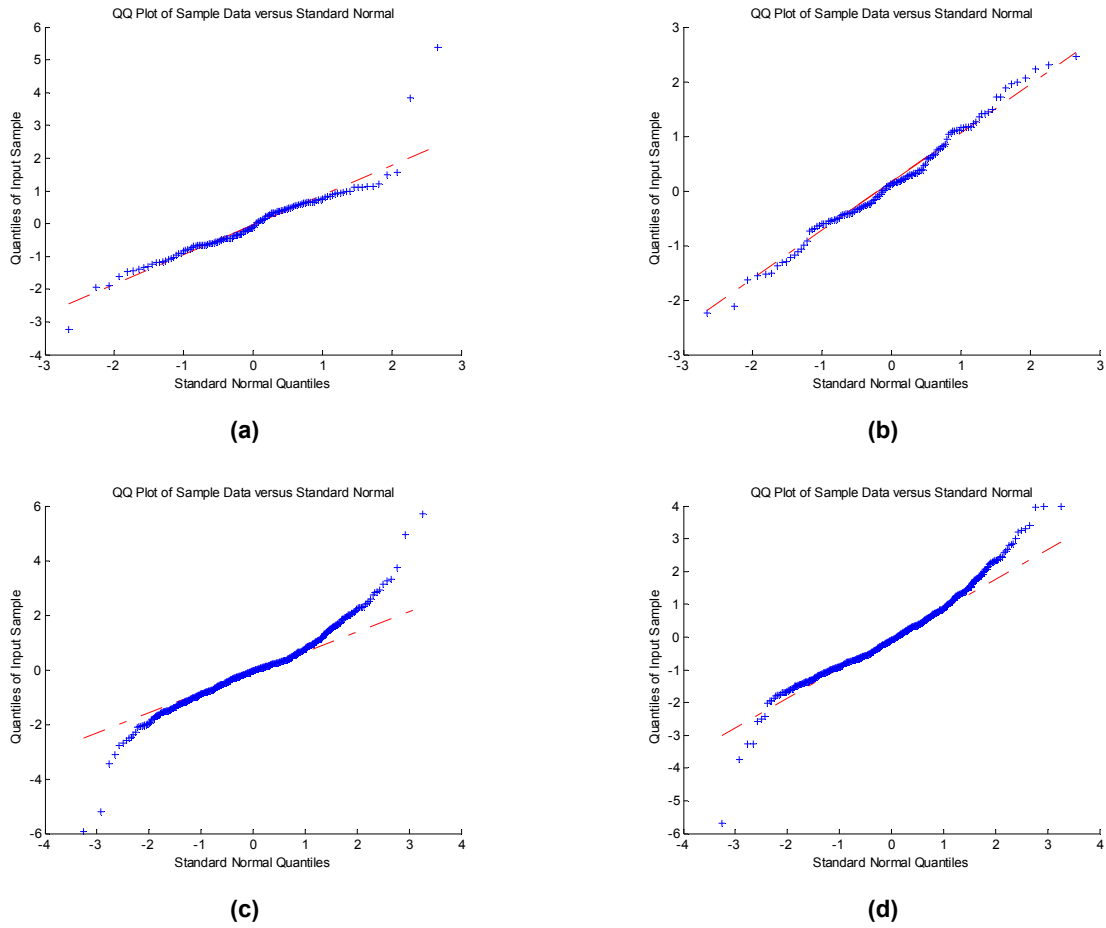 QQ Plot of Sample Data versus Standard Normal
6
5
4
3
2
1
0
-1
-2
-3
-4
Quantiles of Input Sample
-3 -2 -1 0 1 2 3
Standard Normal Quantiles
(a)
QQ Plot of Sample Data versus Standard Normal
3
2
1
0
-1
-2
-3
Quantiles of Input Sample
-3 -2 -1 0 1 2 3
Standard Normal Quantiles
(b)
QQ Plot of Sample Data versus Standard Normal
6
4
2
0
-2
-4
-6
Quantiles of Input Sample
-4 -3 -2 -1 0 1 2 3 4
Standard Normal Quantiles
(c)
QQ Plot of Sample Data versus Standard Normal
4
3
2
1
0
-1
-2
-3
-4
-5
-6
Quantiles of Input Sample
-4 -3 -2 -1 0 1 2 3 4
Standard Normal Quantiles
(d)